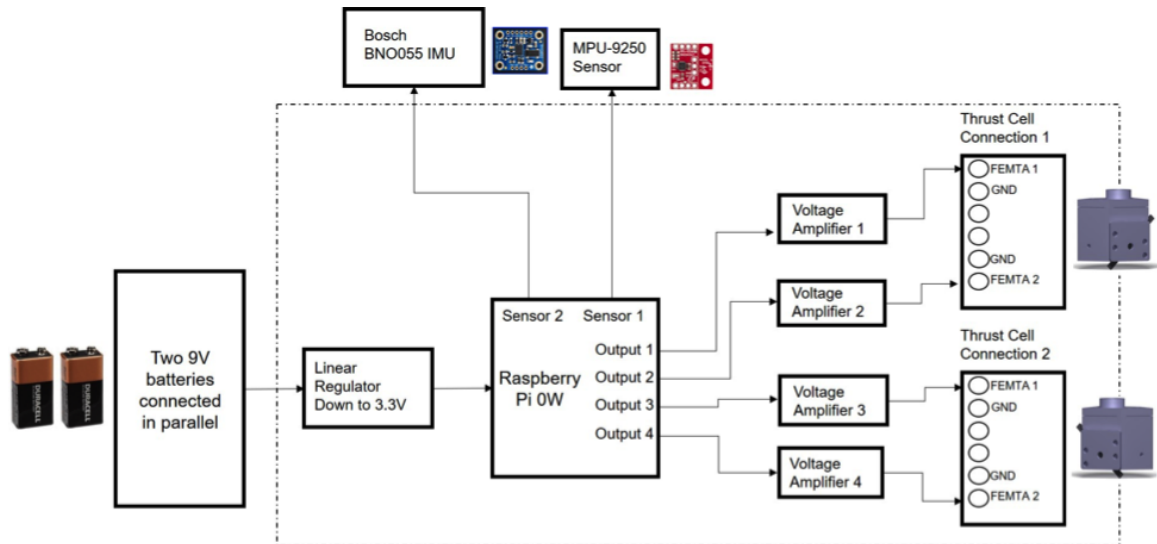 Bosch
BNO055 IMU
MPU-9250
Sensor
Thrust Cell
Connection 1
FEMTA 1
GND
GND
FEMTA 2
Voltage
Amplifier 1
Voltage
Amplifier 2
Sensor 2
Sensor 1
Output 1
Output 2
Output 3
Output 4
Raspberry
Pi 0W
Two 9V
batteries
connected
in parallel
DURACELL
DURACELL
Linear
Regulator
Down to 3.3V
Thrust Cell
Connection 2
FEMTA 1
GND
GND
FEMTA 2
Voltage
Amplifier 3
Voltage
Amplifier 4